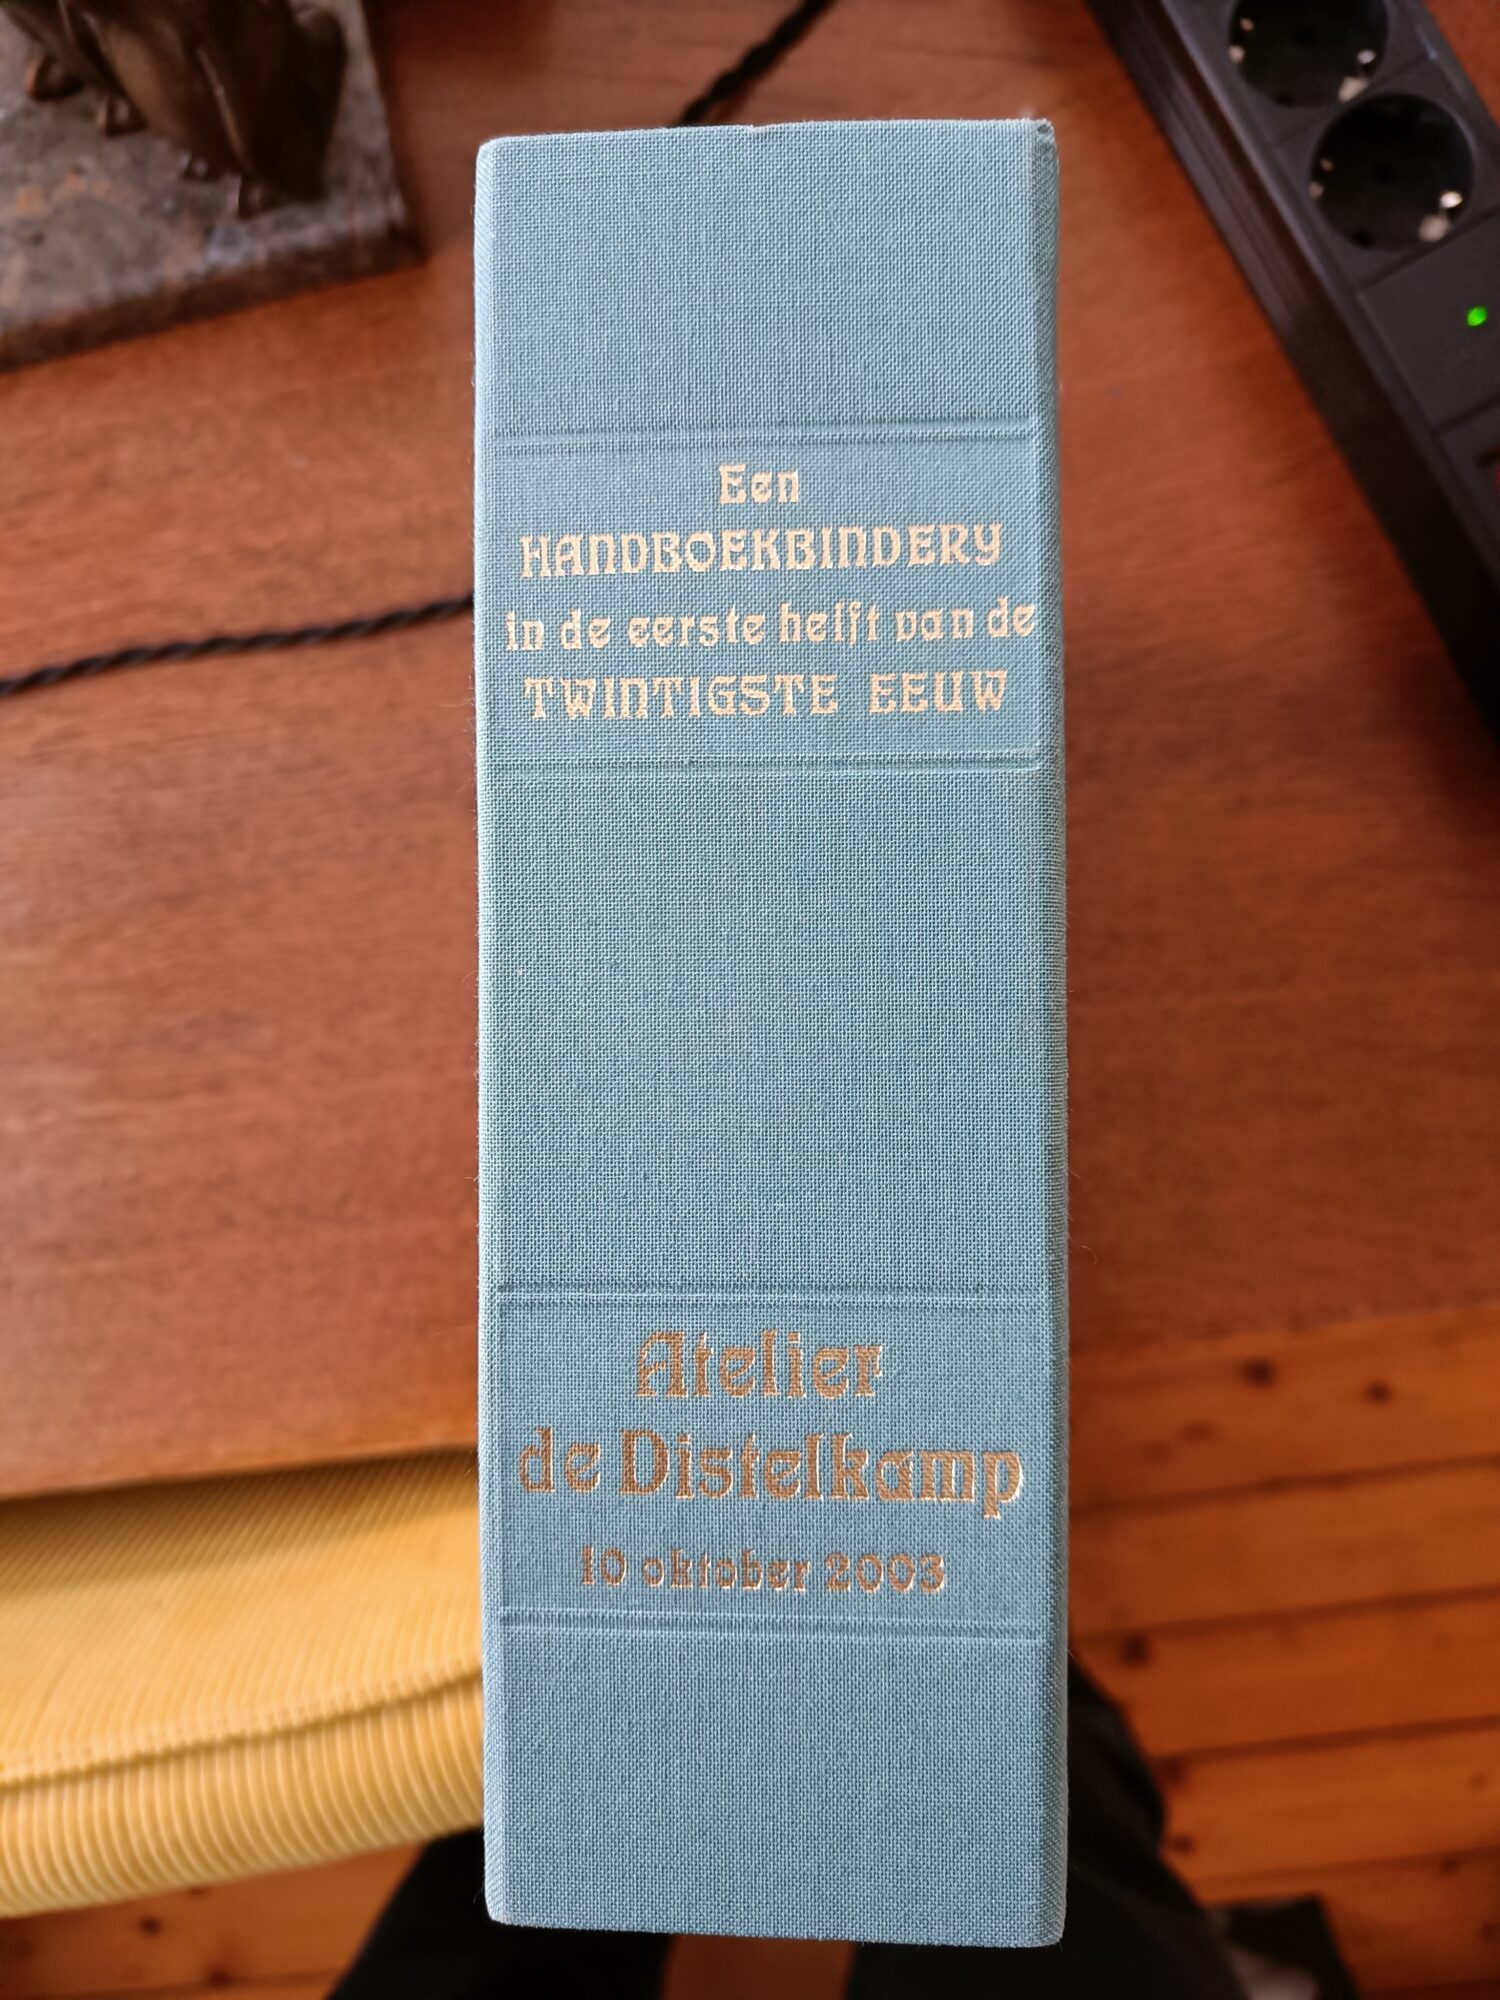 Een
HANDBOEKBINDERY
in de eerste helft van de
TWINTIGSTE EEUW
Atelier
de Distelkamp
10 oktober 2003